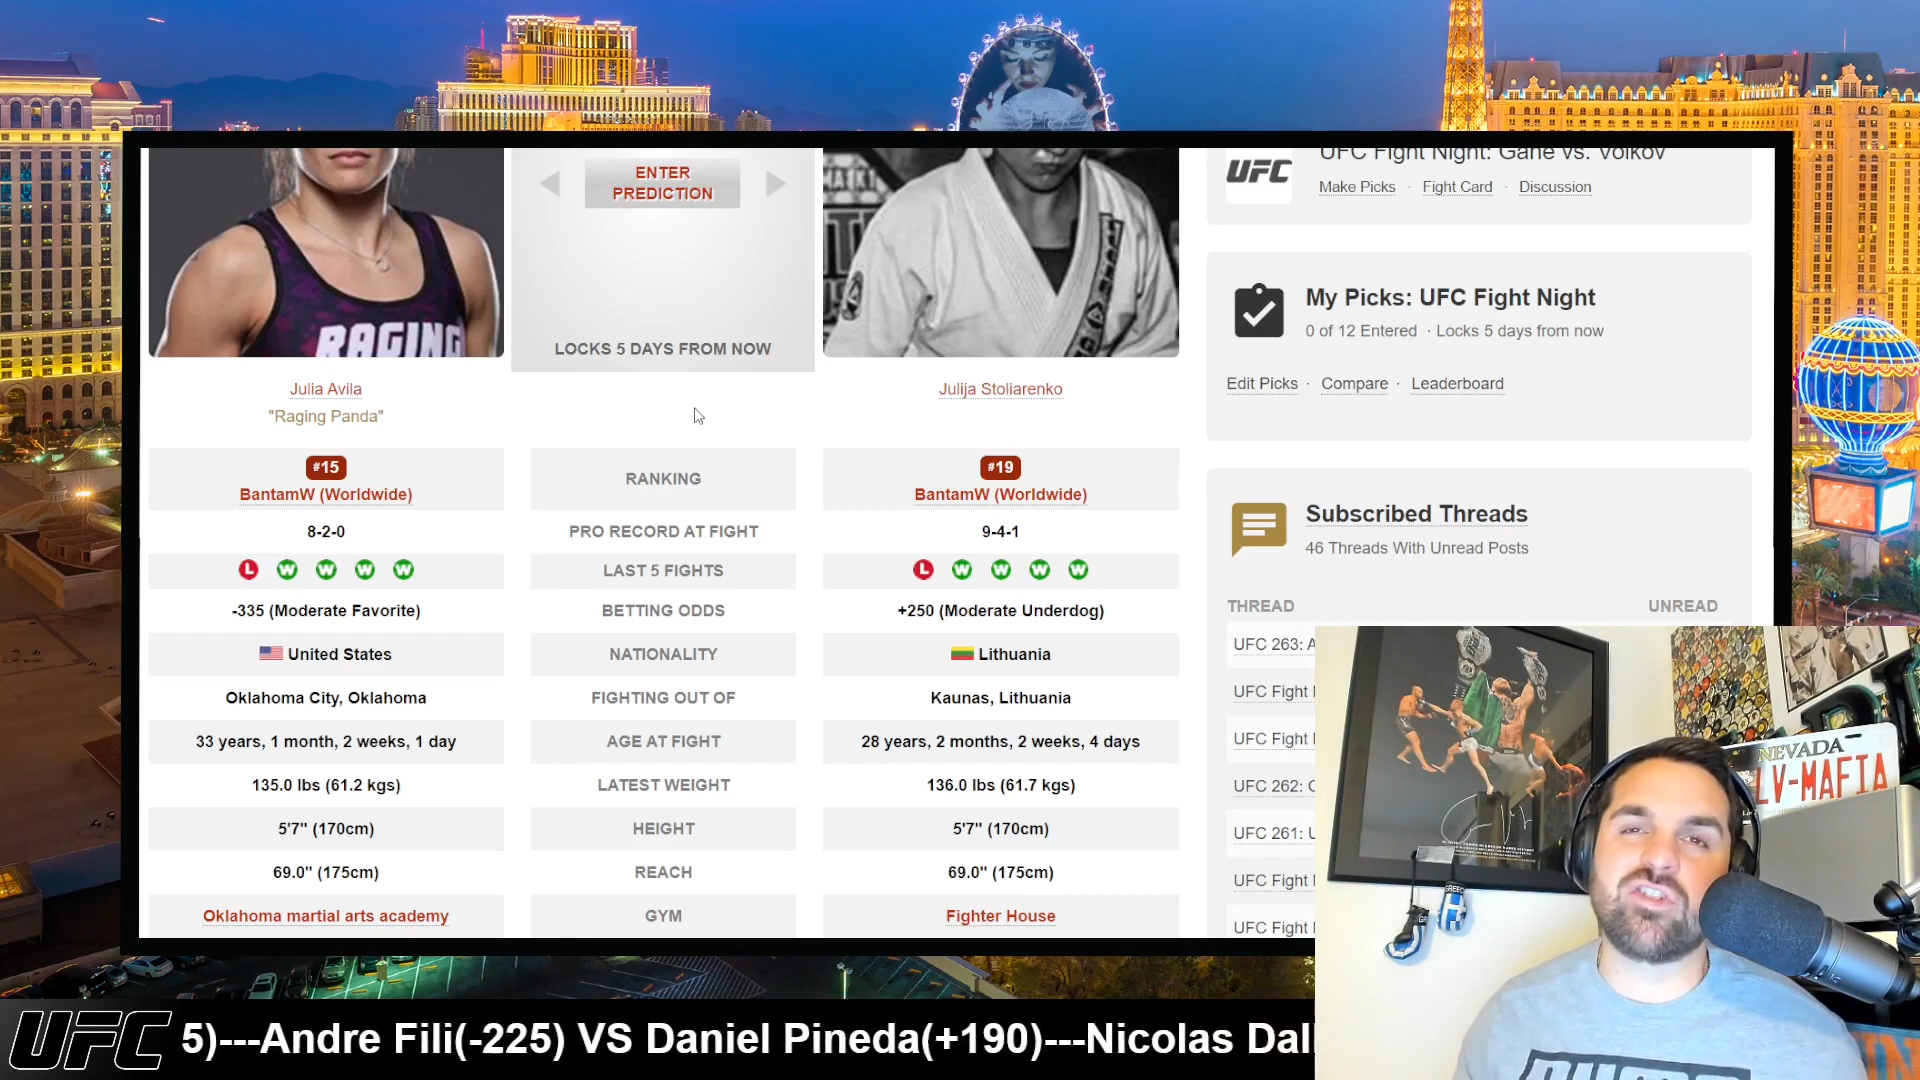 ENTER
PREDICTION
LOCKS 5 DAYS FROM NOW
RAGING
Julia Avila
"Raging Panda"
Julija Stoliarenko
#15
BantamW (Worldwide)
RANKING
#19
BantamW (Worldwide)
8-2-0
PRO RECORD AT FIGHT
9-4-1
L W W W W
LAST 5 FIGHTS
L W W W W
-335 (Moderate Favorite)
BETTING ODDS
+250 (Moderate Underdog)
United States
NATIONALITY
Lithuania
Oklahoma City, Oklahoma
FIGHTING OUT OF
Kaunas, Lithuania
33 years, 1 month, 2 weeks, 1 day
AGE AT FIGHT
28 years, 2 months, 2 weeks, 4 days
135.0 lbs (61.2 kgs)
LATEST WEIGHT
136.0 lbs (61.7 kgs)
5'7" (170cm)
HEIGHT
5'7" (170cm)
69.0" (175cm)
REACH
69.0" (175cm)
Oklahoma martial arts academy
GYM
Fighter House
UFC
UFC Fight Night: Gane vs. Volkov
Make Picks · Fight Card · Discussion
My Picks: UFC Fight Night
0 of 12 Entered · Locks 5 days from now
Edit Picks · Compare · Leaderboard
Subscribed Threads
46 Threads With Unread Posts
THREAD UNREAD
UFC 263: A
UFC Fight
UFC Fight
UFC 262: C
UFC 261: U
UFC Fight
UFC Fight
NEVADA
LV-MAFIA
UFC
5)---Andre Fili(-225) VS Daniel Pineda(+190)---Nicolas Dal